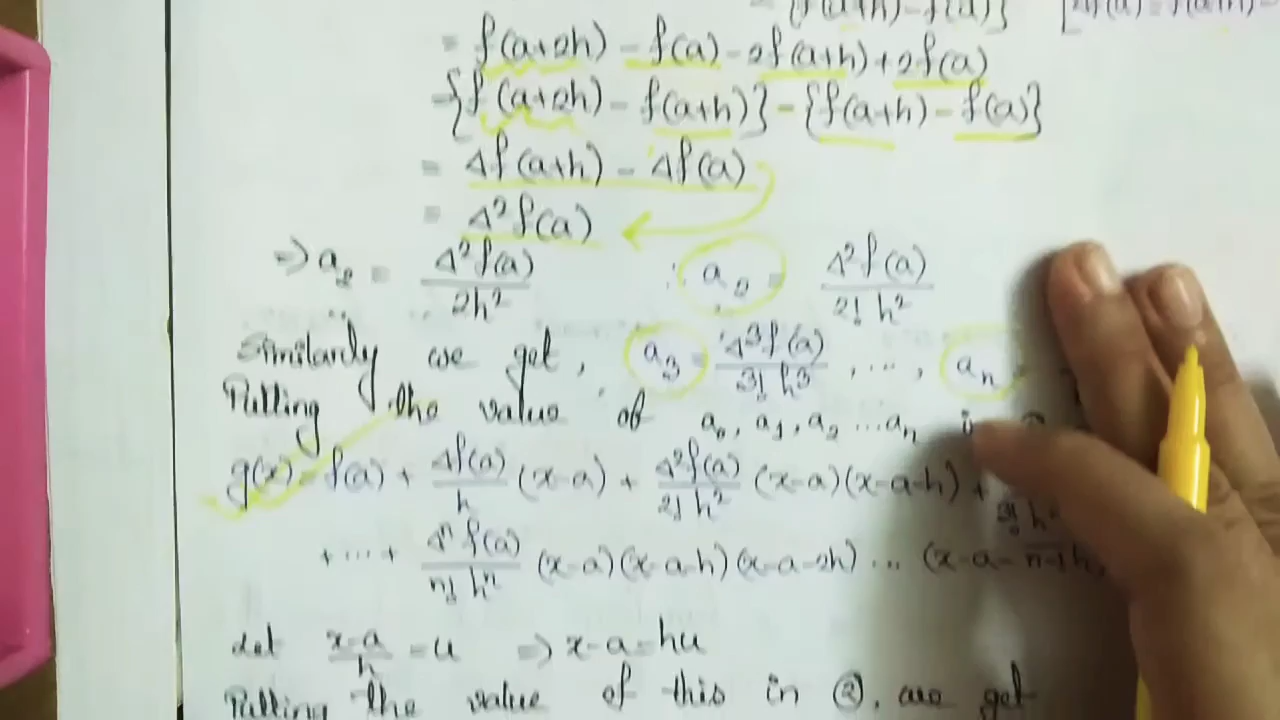 = {f(a+h)-f(a)}
= f(a+2h) - f(a) - 2f(a+h) + 2f(a)
= {f(a+2h) - f(a+h)} - {f(a+h) - f(a)}
= Δf(a+h) - Δf(a)
= Δ²f(a)
⇒ a₂ = Δ²f(a)/2h² ∴ a₂ = Δ²f(a)/2! h²
Similarly we get, a₃ = Δ³f(a)/3! h³, ...., aₙ =
Putting the value of a₀, a₁, a₂ ... aₙ
g(x) = f(a) + Δf(a)/h (x-a) + Δ²f(a)/2! h² (x-a)(x-a-h) +
+ ... + Δⁿf(a)/n! hⁿ (x-a)(x-a-h)(x-a-2h) ... (x-a-n-1h
Let x-a/h = u ⇒ x-a = hu
Putting the value of this in ②, we get